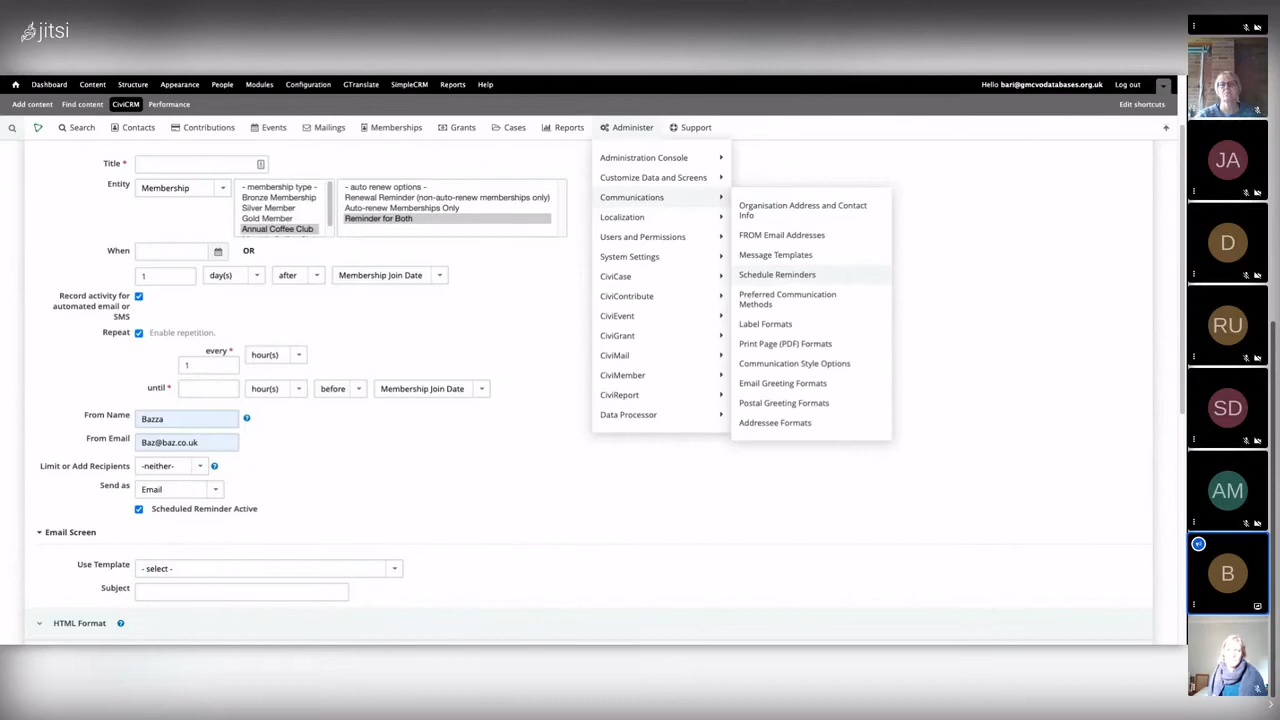 jitsi
Dashboard Content Structure Appearance People Modules Configuration GTranslate SimpleCRM Reports Help Hello bari@gmcvodatabases.org.uk Log out
Add content Find content CiviCRM Performance Edit shortcuts
Search Contacts Contributions Events Mailings Memberships Grants Cases Reports Administer Support
Title *
Entity Membership
- membership type -
Bronze Membership
Silver Member
Gold Member
Annual Coffee Club
- auto renew options -
Renewal Reminder (non-auto-renew memberships only)
Auto-renew Memberships Only
Reminder for Both
When OR
1 day(s) after Membership Join Date
Record activity for
automated email or
SMS
Repeat Enable repetition.
every *
1 hour(s)
until * hour(s) before Membership Join Date
From Name Bazza
From Email Baz@baz.co.uk
Limit or Add Recipients -neither-
Send as Email
Scheduled Reminder Active
Email Screen
Use Template - select -
Subject
HTML Format
Administration Console
Customize Data and Screens
Communications
Localization
Users and Permissions
System Settings
CiviCase
CiviContribute
CiviEvent
CiviGrant
CiviMail
CiviMember
CiviReport
Data Processor
Organisation Address and Contact
Info
FROM Email Addresses
Message Templates
Schedule Reminders
Preferred Communication
Methods
Label Formats
Print Page (PDF) Formats
Communication Style Options
Email Greeting Formats
Postal Greeting Formats
Addressee Formats
JA
D
RU
SD
AM
B